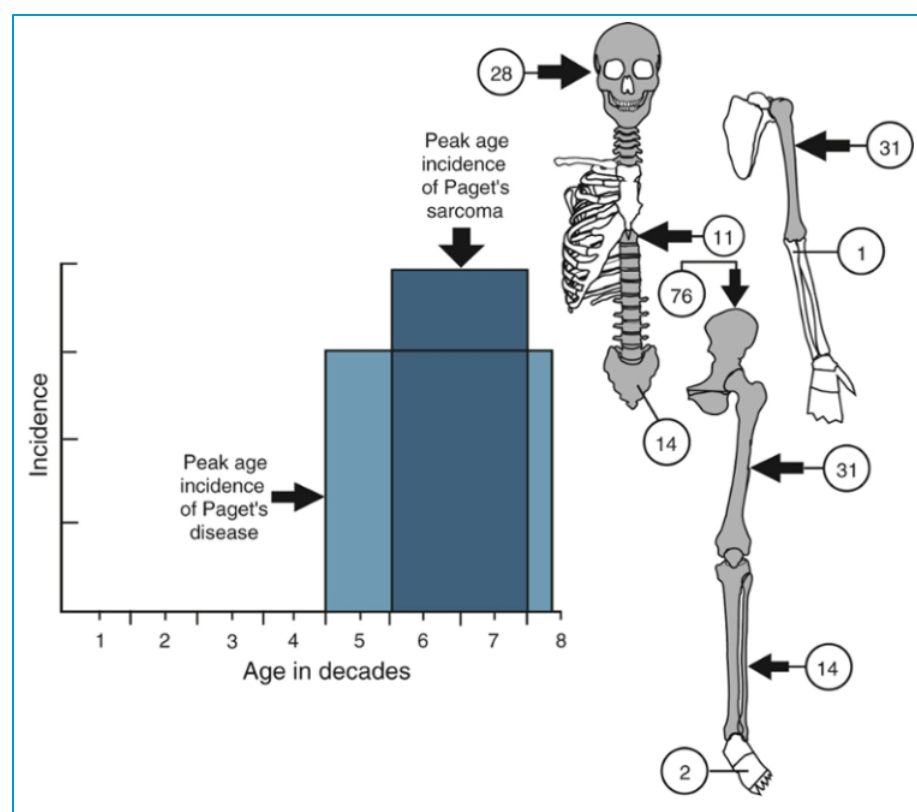 Peak age
incidence
of Paget's
sarcoma
Peak age
incidence
of Paget's
disease
Incidence
1 2 3 4 5 6 7 8
Age in decades
28
31
11
1
76
14
31
14
2